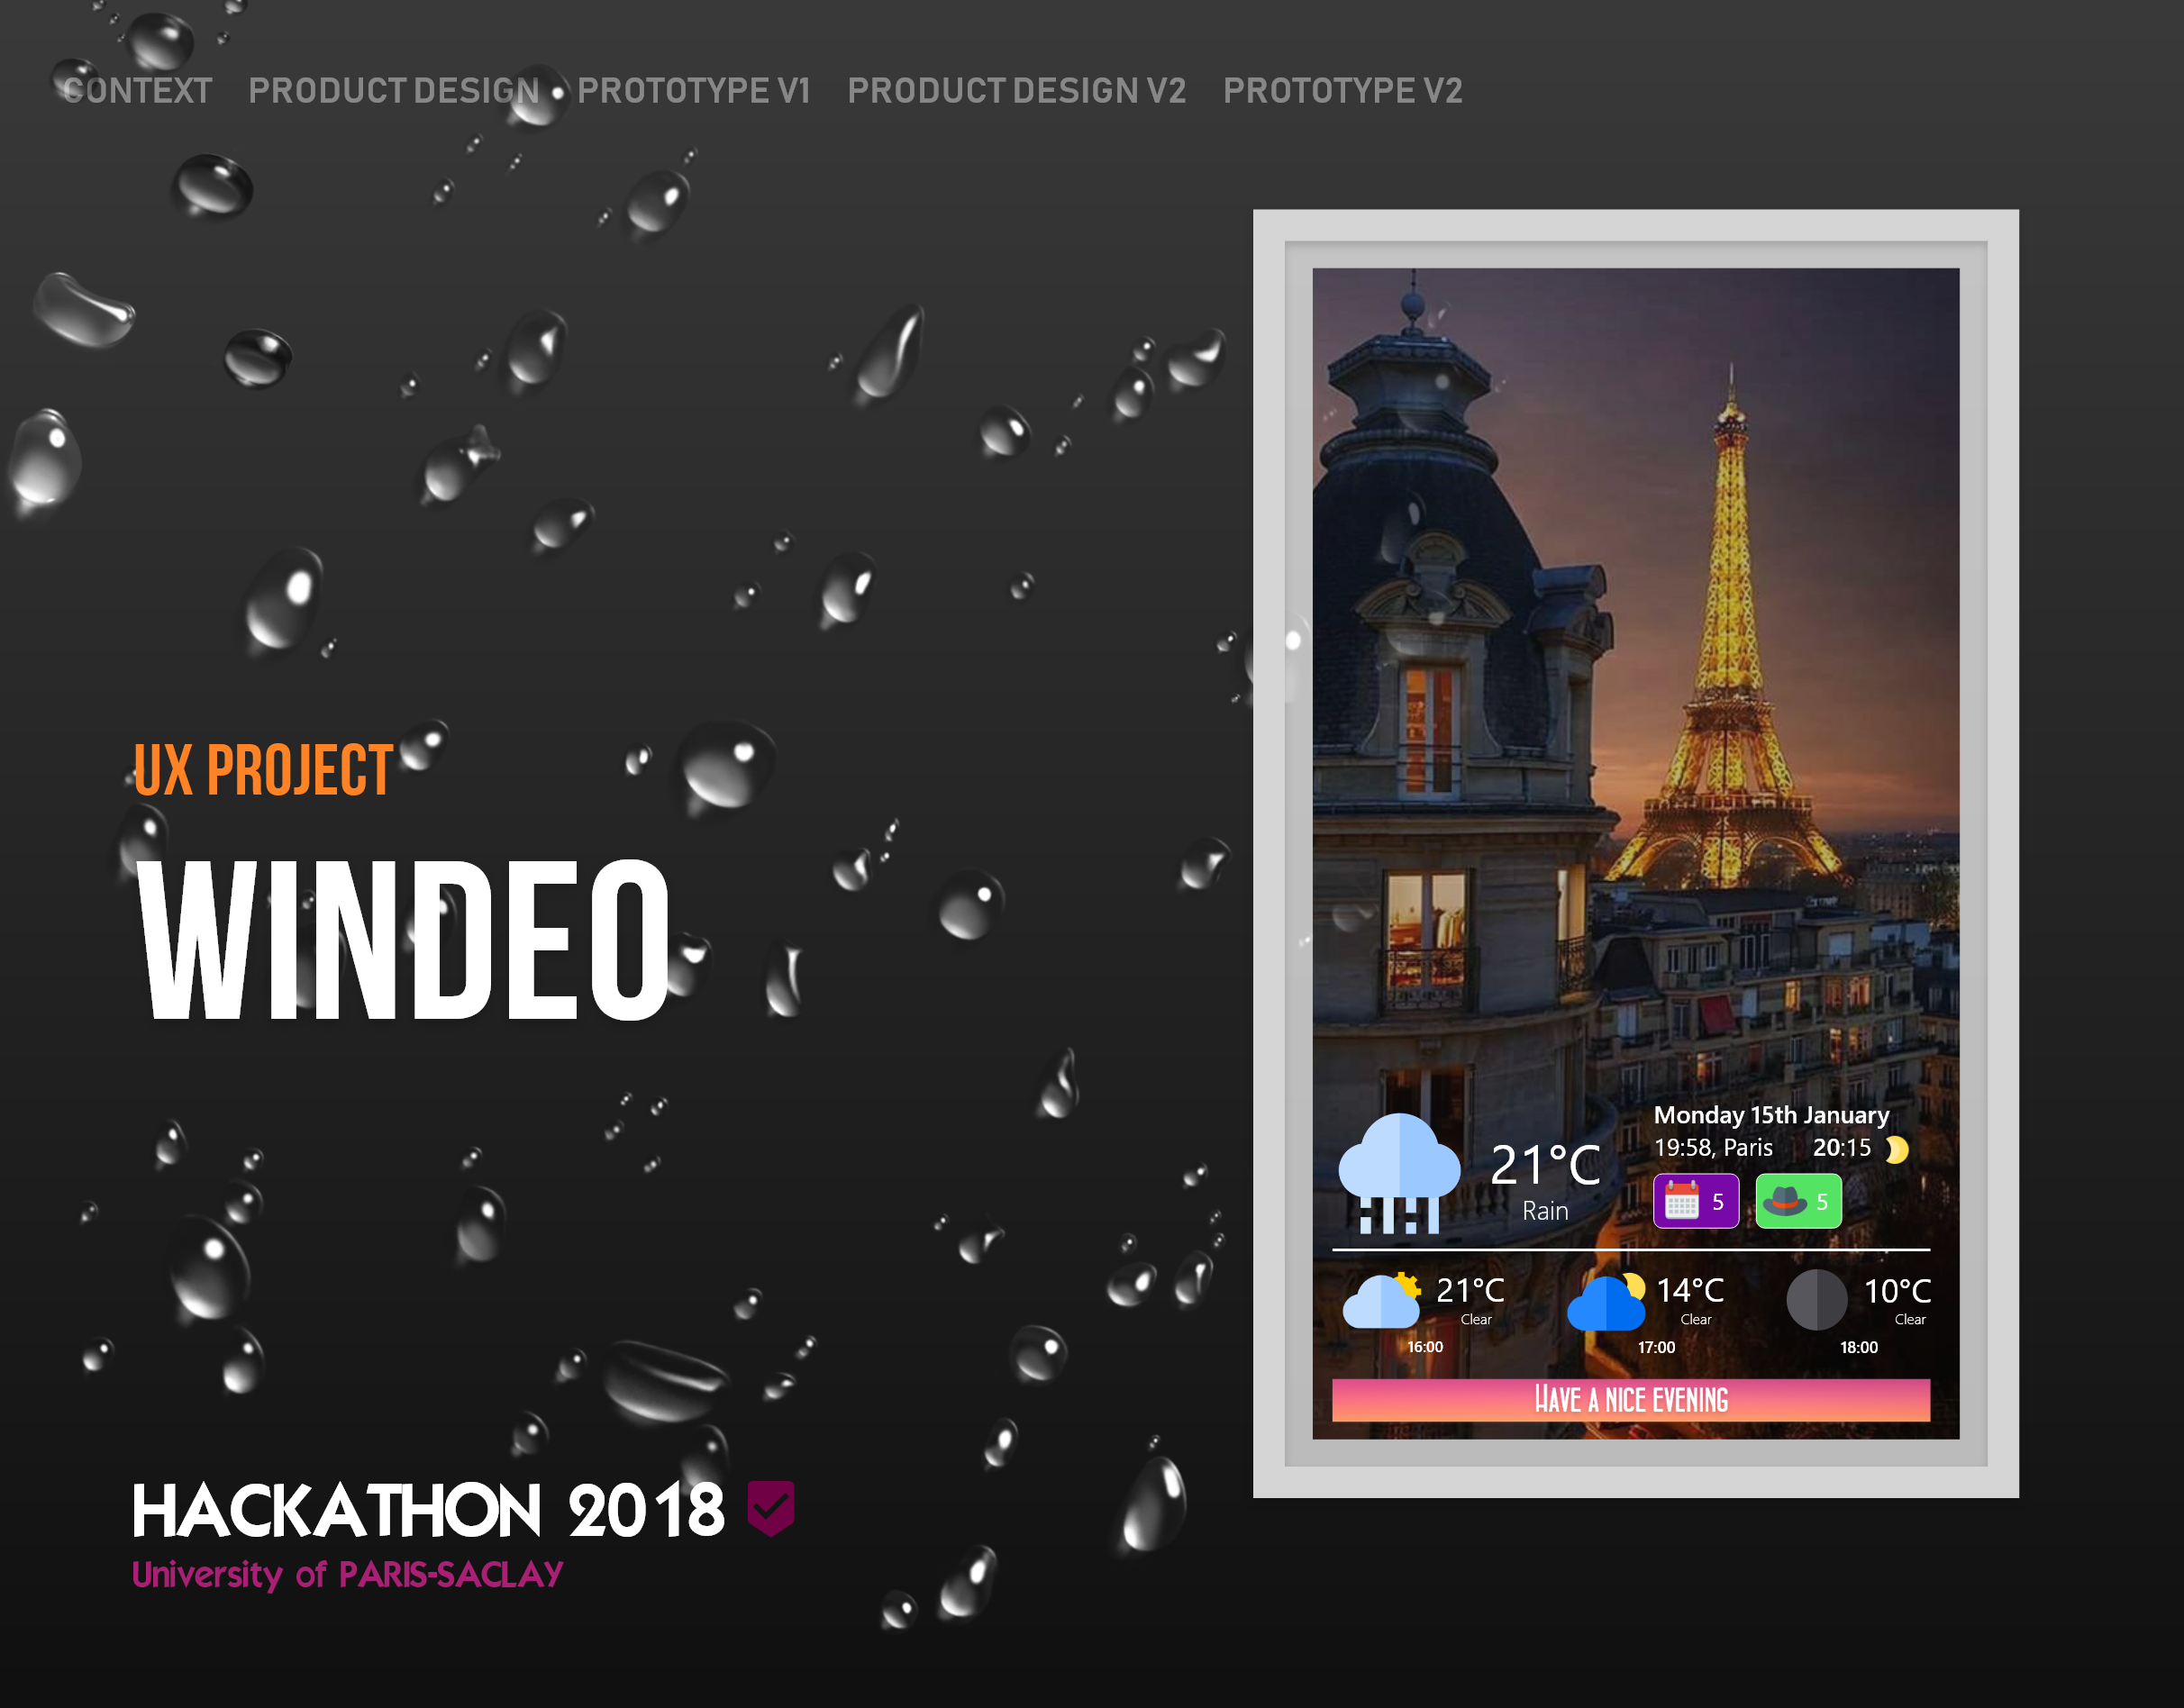 CONTEXT PRODUCT DESIGN PROTOTYPE V1 PRODUCT DESIGN V2 PROTOTYPE V2
UX PROJECT
WINDEO
HACKATHON 2018
University of PARIS-SACLAY
Monday 15th January
19:58, Paris 20:15
21°C
Rain
5 5
21°C 14°C 10°C
Clear Clear Clear
16:00 17:00 18:00
HAVE A NICE EVENING